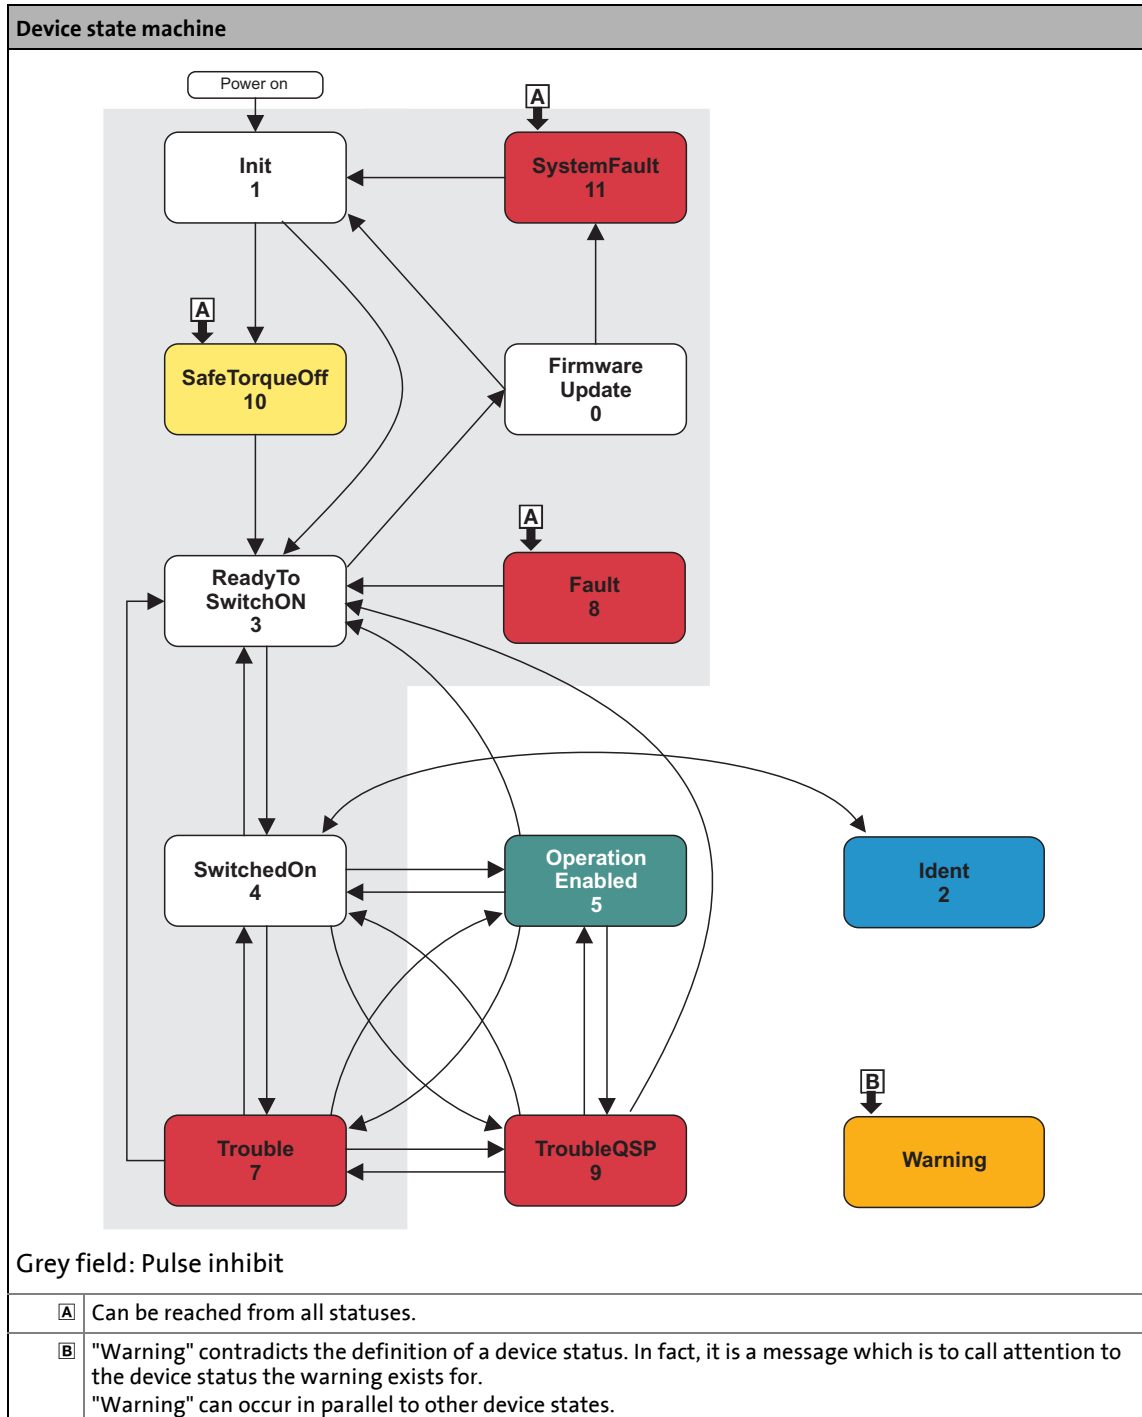 Device state machine
Power on
A
Init
1
SystemFault
11
A
SafeTorqueOff
10
Firmware
Update
0
A
ReadyTo
SwitchON
3
Fault
8
SwitchedOn
4
Operation
Enabled
5
Ident
2
B
Trouble
7
TroubleQSP
9
Warning
Grey field: Pulse inhibit
A Can be reached from all statuses.
B "Warning" contradicts the definition of a device status. In fact, it is a message which is to call attention to
the device status the warning exists for.
"Warning" can occur in parallel to other device states.